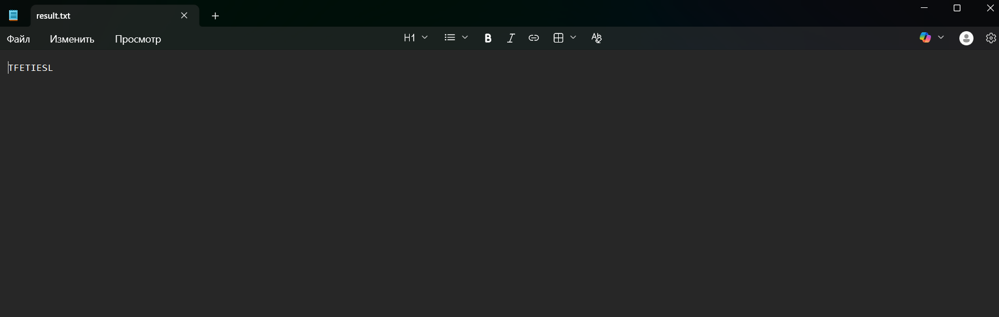 result.txt
Файл Изменить Просмотр H1 B I
TFETIESL